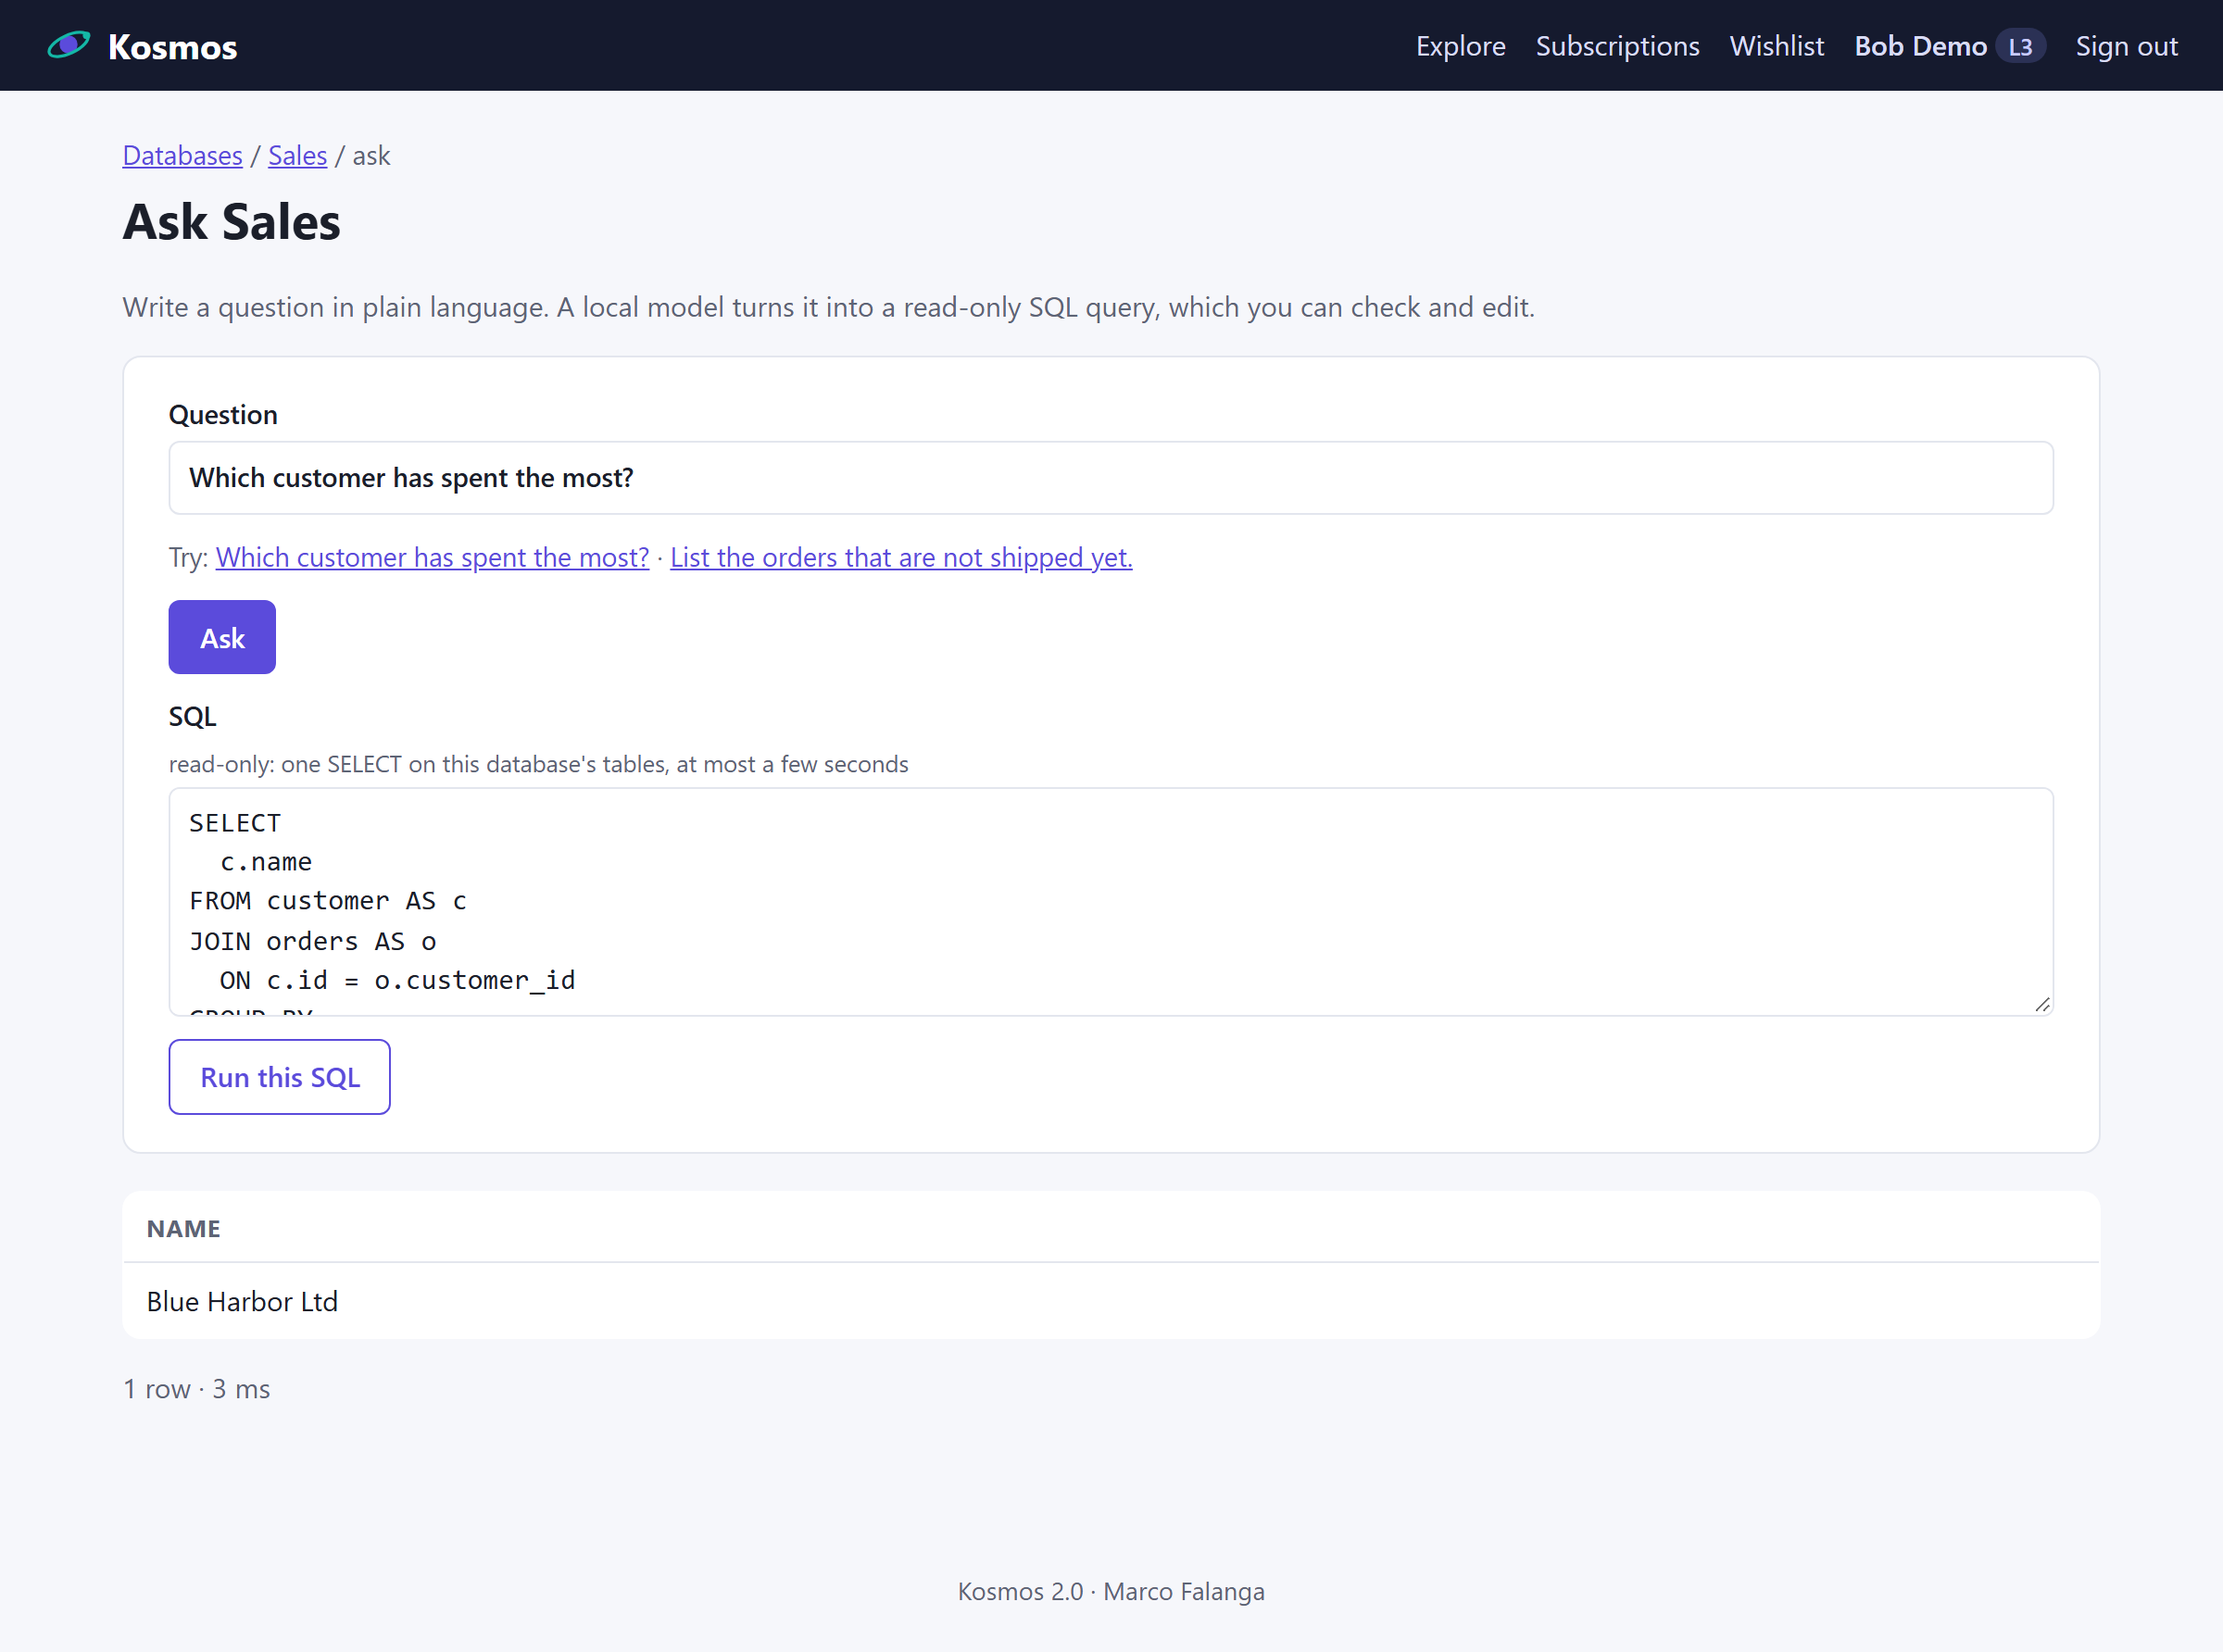 Kosmos
Explore Subscriptions Wishlist Bob Demo L3 Sign out
Databases / Sales / ask
Ask Sales
Write a question in plain language. A local model turns it into a read-only SQL query, which you can check and edit.
Question
Which customer has spent the most?
Try: Which customer has spent the most? · List the orders that are not shipped yet.
Ask
SQL
read-only: one SELECT on this database's tables, at most a few seconds
SELECT
  c.name
FROM customer AS c
JOIN orders AS o
  ON c.id = o.customer_id
GROUP BY
Run this SQL
NAME
Blue Harbor Ltd
1 row · 3 ms
Kosmos 2.0 · Marco Falanga